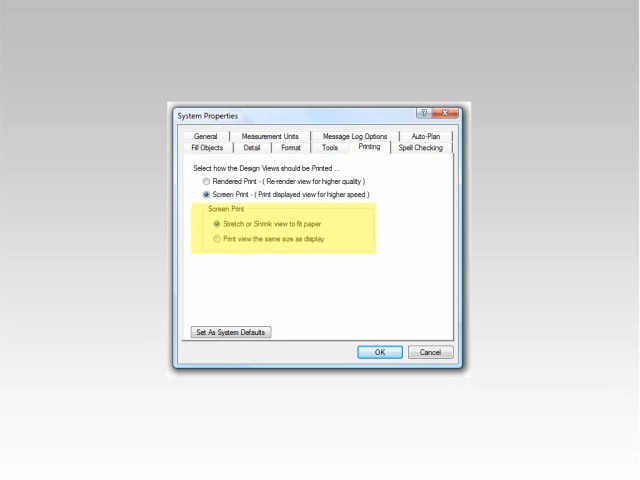 System Properties
General Measurement Units Message Log Options Auto-Plan
Fill Objects Detail Format Tools Printing Spell Checking
Select how the Design Views should be Printed ...
Rendered Print - ( Re-render view for higher quality )
Screen Print - ( Print displayed view for higher speed )
Screen Print
Stretch or Shrink view to fit paper
Print view the same size as display
Set As System Defaults
OK Cancel